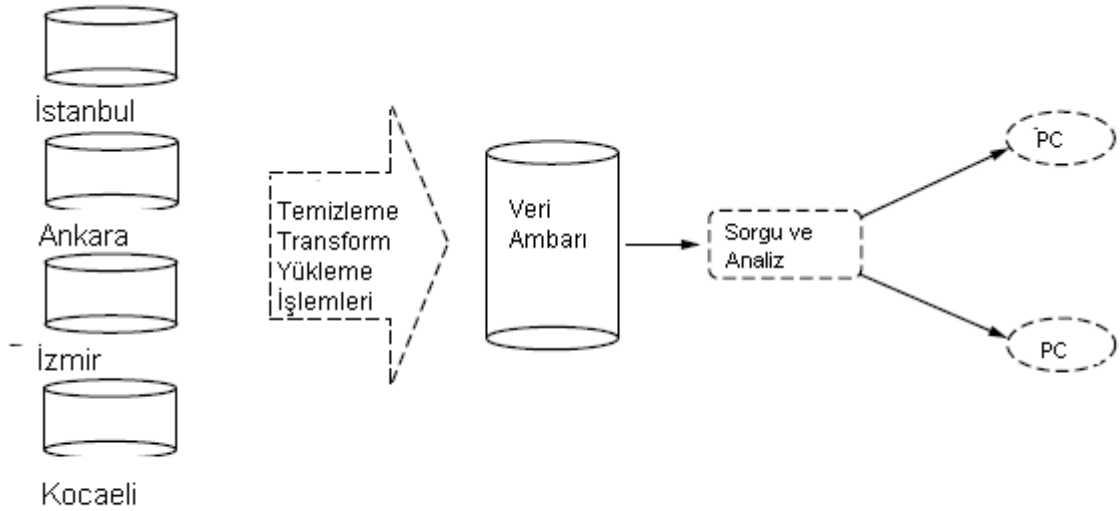 İstanbul
Ankara
İzmir
Kocaeli
Temizleme
Transform
Yükleme
İşlemleri
Veri
Ambarı
Sorgu ve
Analiz
PC
PC